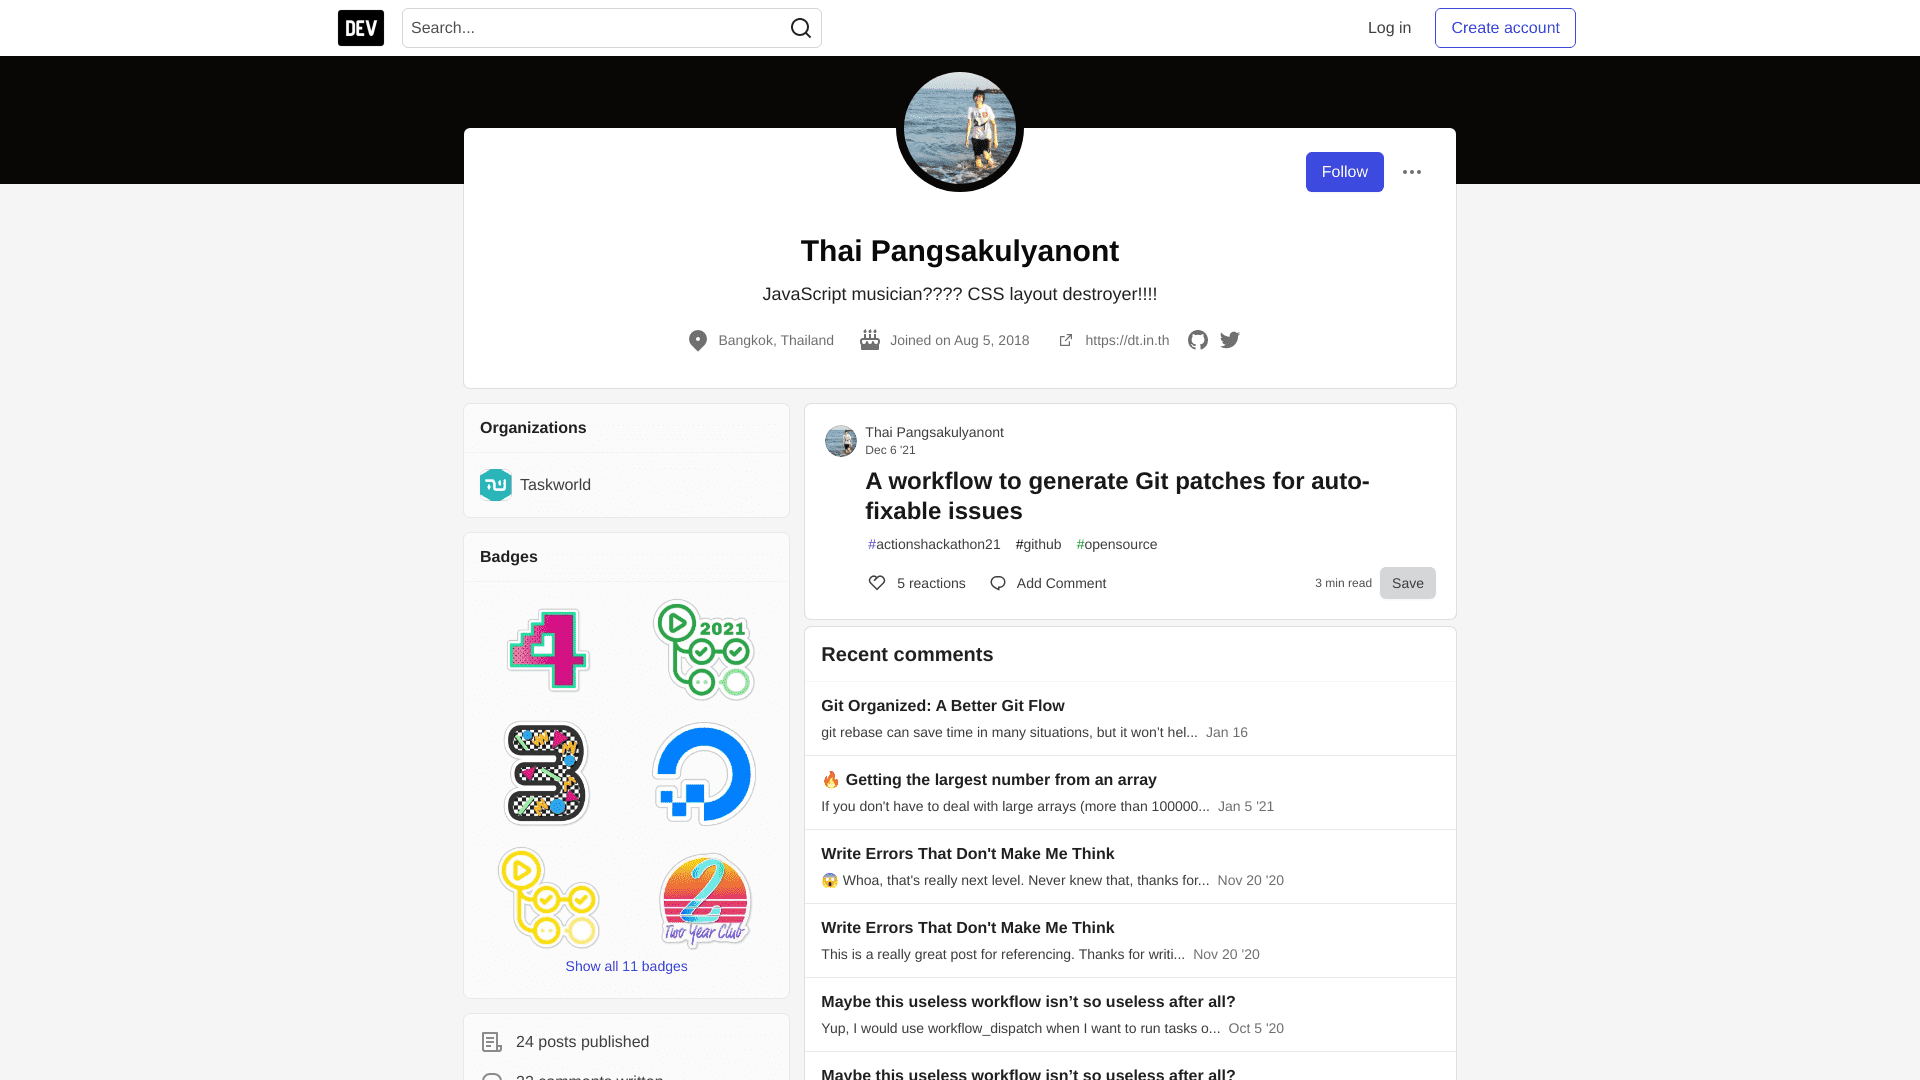 DEV
Search...
Log in
Create account
Follow
Thai Pangsakulyanont
JavaScript musician???? CSS layout destroyer!!!!
Bangkok, Thailand
Joined on Aug 5, 2018
https://dt.in.th
Organizations
Taskworld
Badges
4
2021
3
2
Two Year Club
Show all 11 badges
24 posts published
Thai Pangsakulyanont
Dec 6 '21
A workflow to generate Git patches for auto-
fixable issues
#actionshackathon21 #github #opensource
5 reactions
Add Comment
3 min read
Save
Recent comments
Git Organized: A Better Git Flow
git rebase can save time in many situations, but it won’t hel... Jan 16
🔥 Getting the largest number from an array
If you don't have to deal with large arrays (more than 100000... Jan 5 '21
Write Errors That Don't Make Me Think
😱 Whoa, that's really next level. Never knew that, thanks for... Nov 20 '20
Write Errors That Don't Make Me Think
This is a really great post for referencing. Thanks for writi... Nov 20 '20
Maybe this useless workflow isn’t so useless after all?
Yup, I would use workflow_dispatch when I want to run tasks o... Oct 5 '20
Maybe this useless workflow isn’t so useless after all?